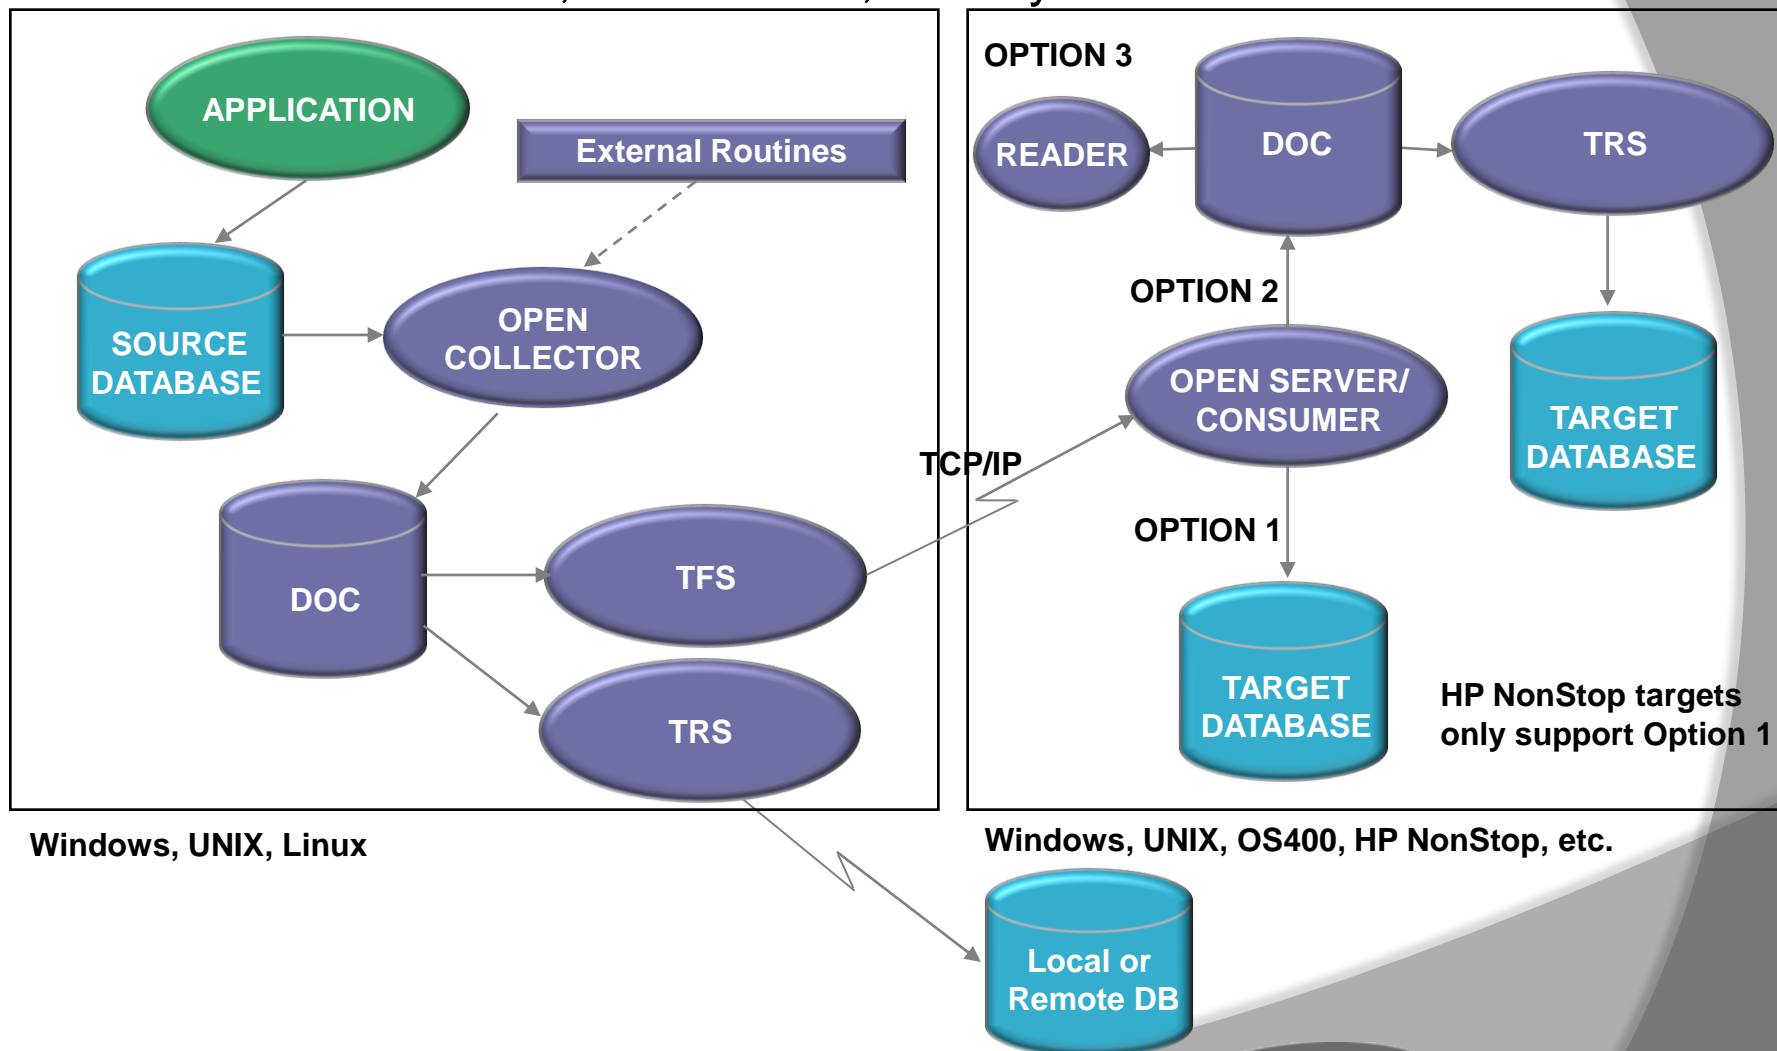 APPLICATION
External Routines
SOURCE
DATABASE
OPEN
COLLECTOR
DOC
TFS
TRS
TCP/IP
Windows, UNIX, Linux
OPTION 3
READER
DOC
TRS
OPTION 2
OPEN SERVER/
CONSUMER
TARGET
DATABASE
OPTION 1
TARGET
DATABASE
HP NonStop targets
only support Option 1
Windows, UNIX, OS400, HP NonStop, etc.
Local or
Remote DB